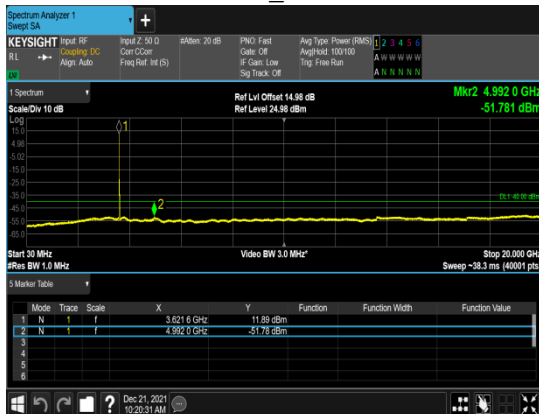 Spectrum Analyzer 1
Swept SA
+
KEYSIGHT Input: RF Input Z: 50 Ω #Atten: 20 dB PNO: Fast Avg Type: Power (RMS) 1 2 3 4 5 6
RL Coupling: DC Corr CCorr Gate: Off Avg|Hold: 100/100 A W W W W W
Align: Auto Freq Ref: Int (S) IF Gain: Low Trig: Free Run
Sig Track: Off A N N N N N
1 Spectrum Ref Lvl Offset 14.98 dB Mkr2 4.992 0 GHz
Scale/Div 10 dB Ref Level 24.98 dBm -51.781 dBm
Log
15.0
4.98
-5.02
-15.0
-25.0
-35.0
-45.0
-55.0
-65.0
1
2
DL1 -40.00 dBm
Start 30 MHz Video BW 3.0 MHz* Stop 20.000 GHz
#Res BW 1.0 MHz Sweep ~38.3 ms (40001 pts)
5 Marker Table
Mode Trace Scale X Y Function Function Width Function Value
1 N 1 f 3.621 6 GHz 11.89 dBm
2 N 1 f 4.992 0 GHz -51.78 dBm
3
4
5
6
? Dec 21, 2021
10:20:31 AM